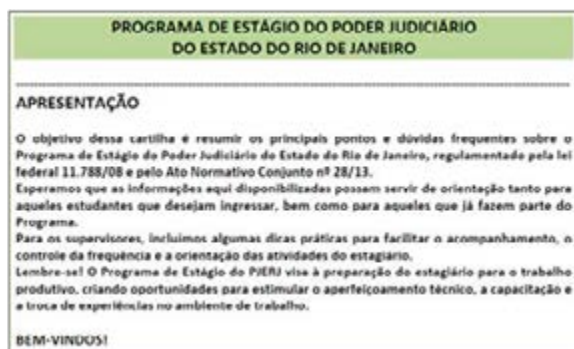 PROGRAMA DE ESTÁGIO DO PODER JUDICIÁRIO
DO ESTADO DO RIO DE JANEIRO
APRESENTAÇÃO
O objetivo dessa cartilha é resumir os principais pontos e dúvidas frequentes sobre o
Programa de Estágio do Poder Judiciário do Estado do Rio de Janeiro, regulamentado pela lei
federal 11.788/08 e pelo Ato Normativo Conjunto nº 28/13.
Esperamos que as informações aqui disponibilizadas possam servir de orientação tanto para
aqueles estudantes que desejam ingressar, bem como para aqueles que já fazem parte do
Programa.
Para os supervisores, incluímos algumas dicas práticas para facilitar o acompanhamento, o
controle da frequência e a orientação das atividades do estagiário.
Lembre-se! O Programa de Estágio do PJERJ visa à preparação do estagiário para o trabalho
produtivo, criando oportunidades para estimular o aperfeiçoamento técnico, a capacitação e
a troca de experiências no ambiente de trabalho.
BEM-VINDOS!